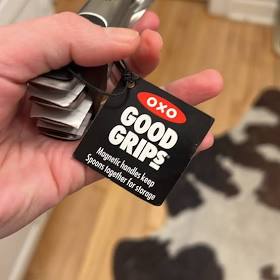 OXO
GOOD
GRIPS
Magnetic handles keep
Spoons together for storage